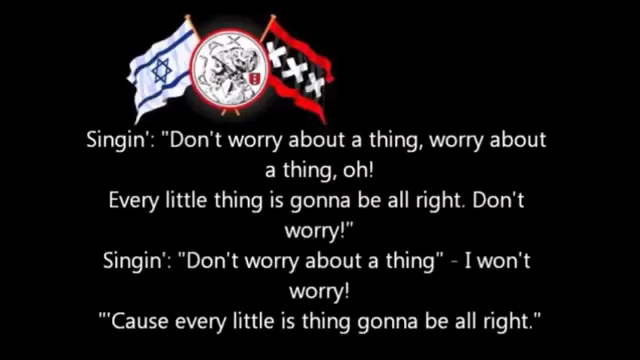 AJAX
Singin': "Don't worry about a thing, worry about
a thing, oh!
Every little thing is gonna be all right. Don't
worry!"
Singin': "Don't worry about a thing" - I won't
worry!
"'Cause every little is thing gonna be all right."